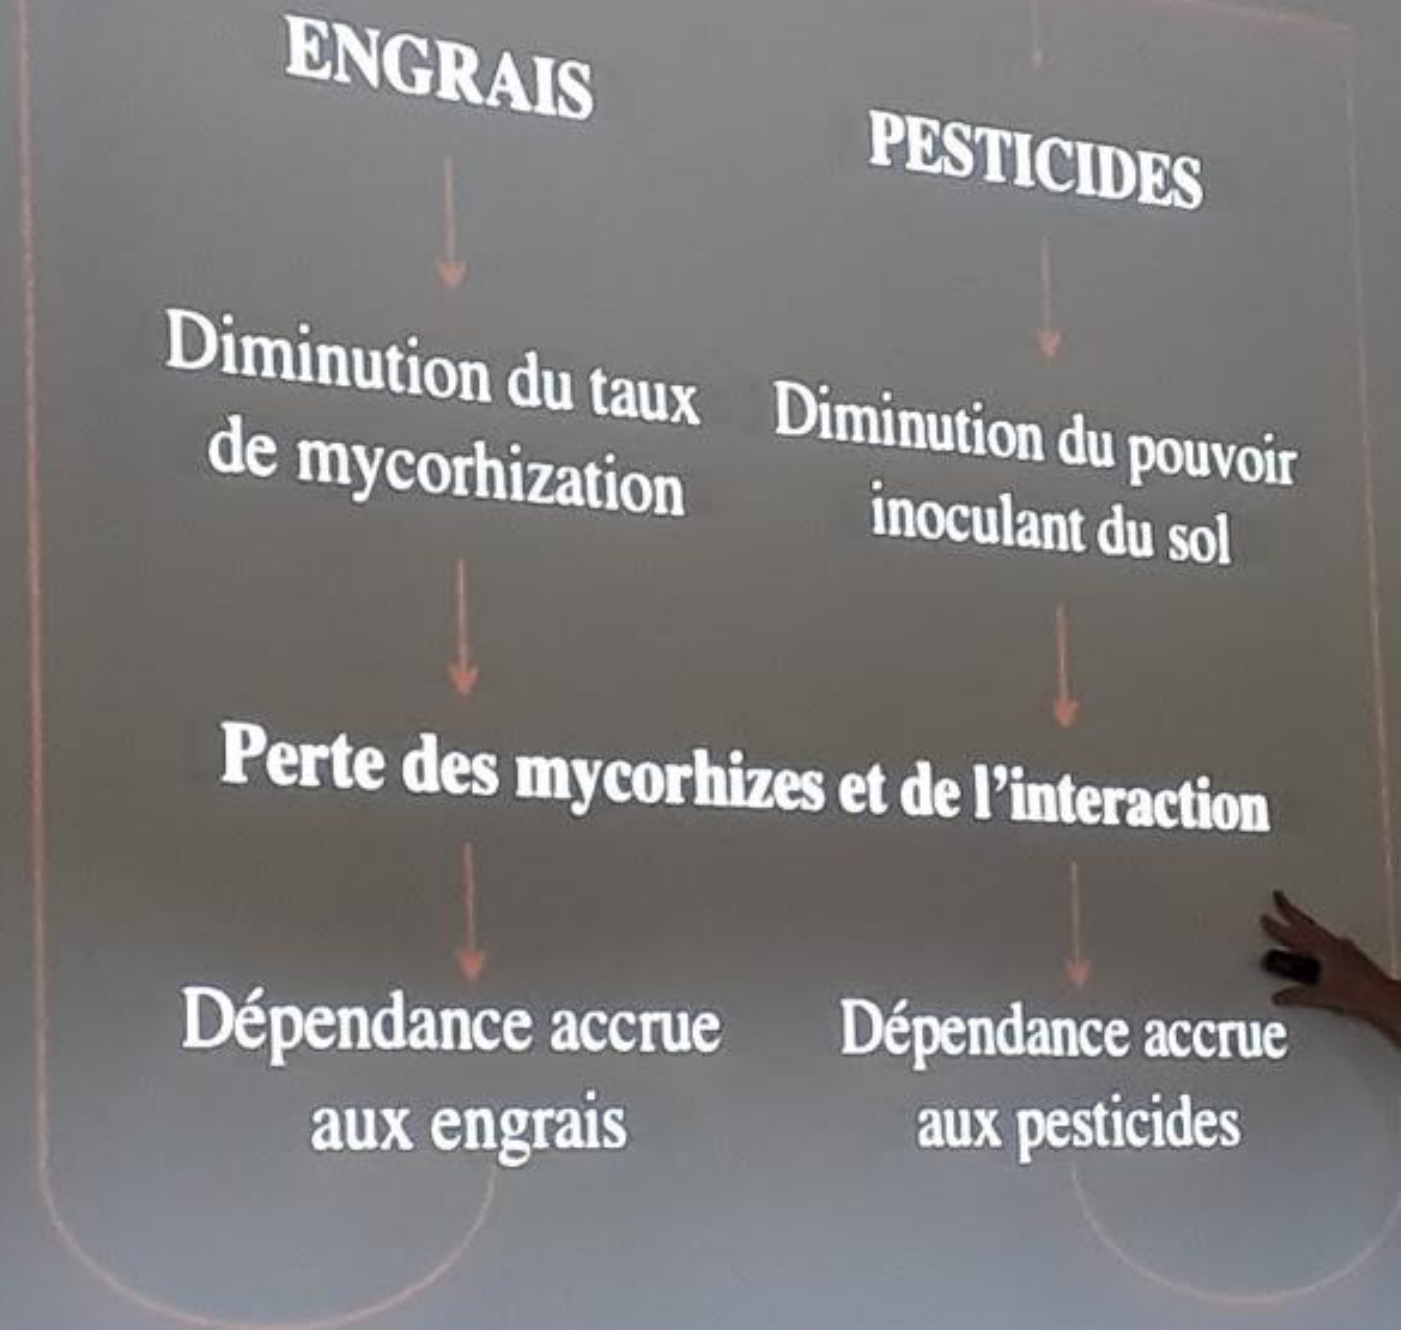 ENGRAIS
PESTICIDES
Diminution du taux
de mycorhization
Diminution du pouvoir
inoculant du sol
Perte des mycorhizes et de l'interaction
Dépendance accrue
aux engrais
Dépendance accrue
aux pesticides